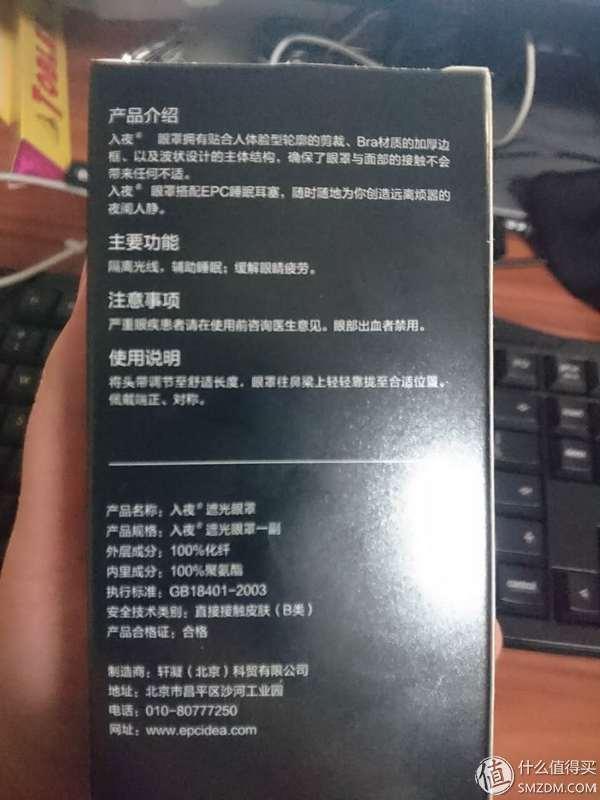 TOBLE
产品介绍
入夜® 眼罩拥有贴合人体脸型轮廓的剪裁、Bra材质的加厚边
框、以及波状设计的主体结构，确保了眼罩与面部的接触不会
带来任何不适。
入夜® 眼罩搭配EPC睡眠耳塞，随时随地为你创造远离烦嚣的
夜阑人静。
主要功能
隔离光线，辅助睡眠；缓解眼睛疲劳。
注意事项
严重眼疾患者请在使用前咨询医生意见。眼部出血者禁用。
使用说明
将头带调节至舒适长度，眼罩往鼻梁上轻轻靠拢至合适位置。
佩戴端正、对称。
产品名称：入夜® 遮光眼罩
产品规格：入夜® 遮光眼罩一副
外层成分：100%化纤
内里成分：100%聚氨酯
执行标准：GB18401-2003
安全技术类别：直接接触皮肤（B类）
产品合格证：合格
制造商：轩凝（北京）科贸有限公司
地址：北京市昌平区沙河工业园
电话：010-80777250
网址：www.epcidea.com
值 什么值得买
SMZDM.COM